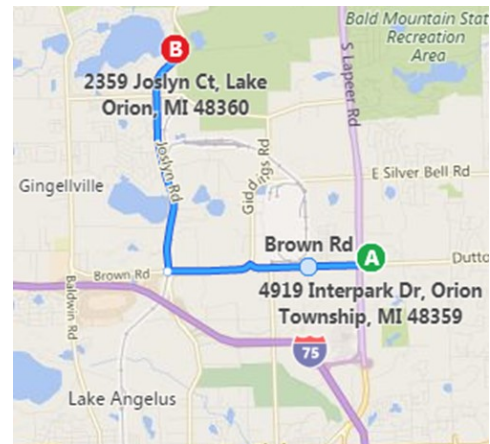 Bald Mountain State
Recreation
Area
B
2359 Joslyn Ct, Lake
Orion, MI 48360
S Lapeer Rd
Joslyn Rd
Giddings Rd
E Silver Bell Rd
Gingellville
Brown Rd
A
Dutto
Brown Rd
4919 Interpark Dr, Orion
Township, MI 48359
Baldwin Rd
75
Lake Angelus